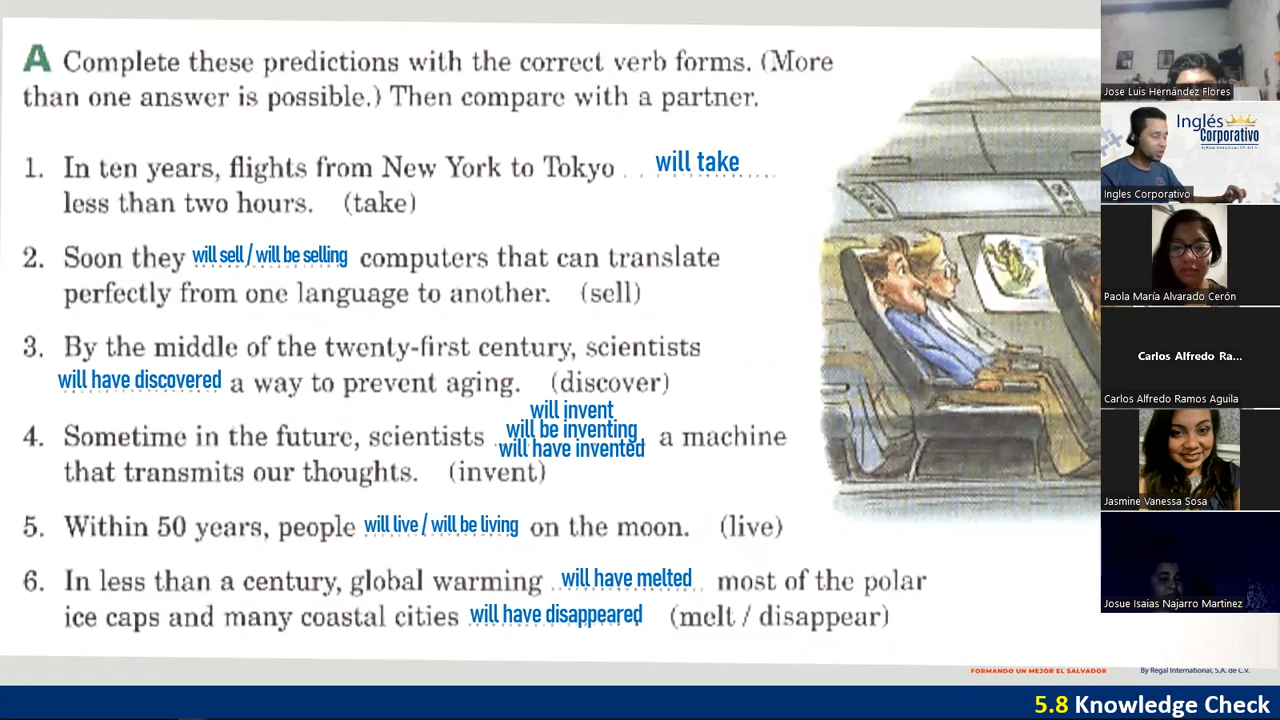 A Complete these predictions with the correct verb forms. (More
than one answer is possible.) Then compare with a partner.
1. In ten years, flights from New York to Tokyo will take
less than two hours. (take)
2. Soon they will sell / will be selling computers that can translate
perfectly from one language to another. (sell)
3. By the middle of the twenty-first century, scientists
will have discovered a way to prevent aging. (discover)
will invent
4. Sometime in the future, scientists will be inventing a machine
will have invented
that transmits our thoughts. (invent)
5. Within 50 years, people will live / will be living on the moon. (live)
6. In less than a century, global warming will have melted most of the polar
ice caps and many coastal cities will have disappeared (melt / disappear)
FORMANDO UN MEJOR EL SALVADOR
By Regal International, S.A. de C.V.
5.8 Knowledge Check
Jose Luis Hernández Flores
Inglés
Corporativo
Ingles Corporativo
Paola María Alvarado Cerón
Carlos Alfredo Ra...
Carlos Alfredo Ramos Aguila
Jasmine Vanessa Sosa
Josue Isaias Najarro Martinez